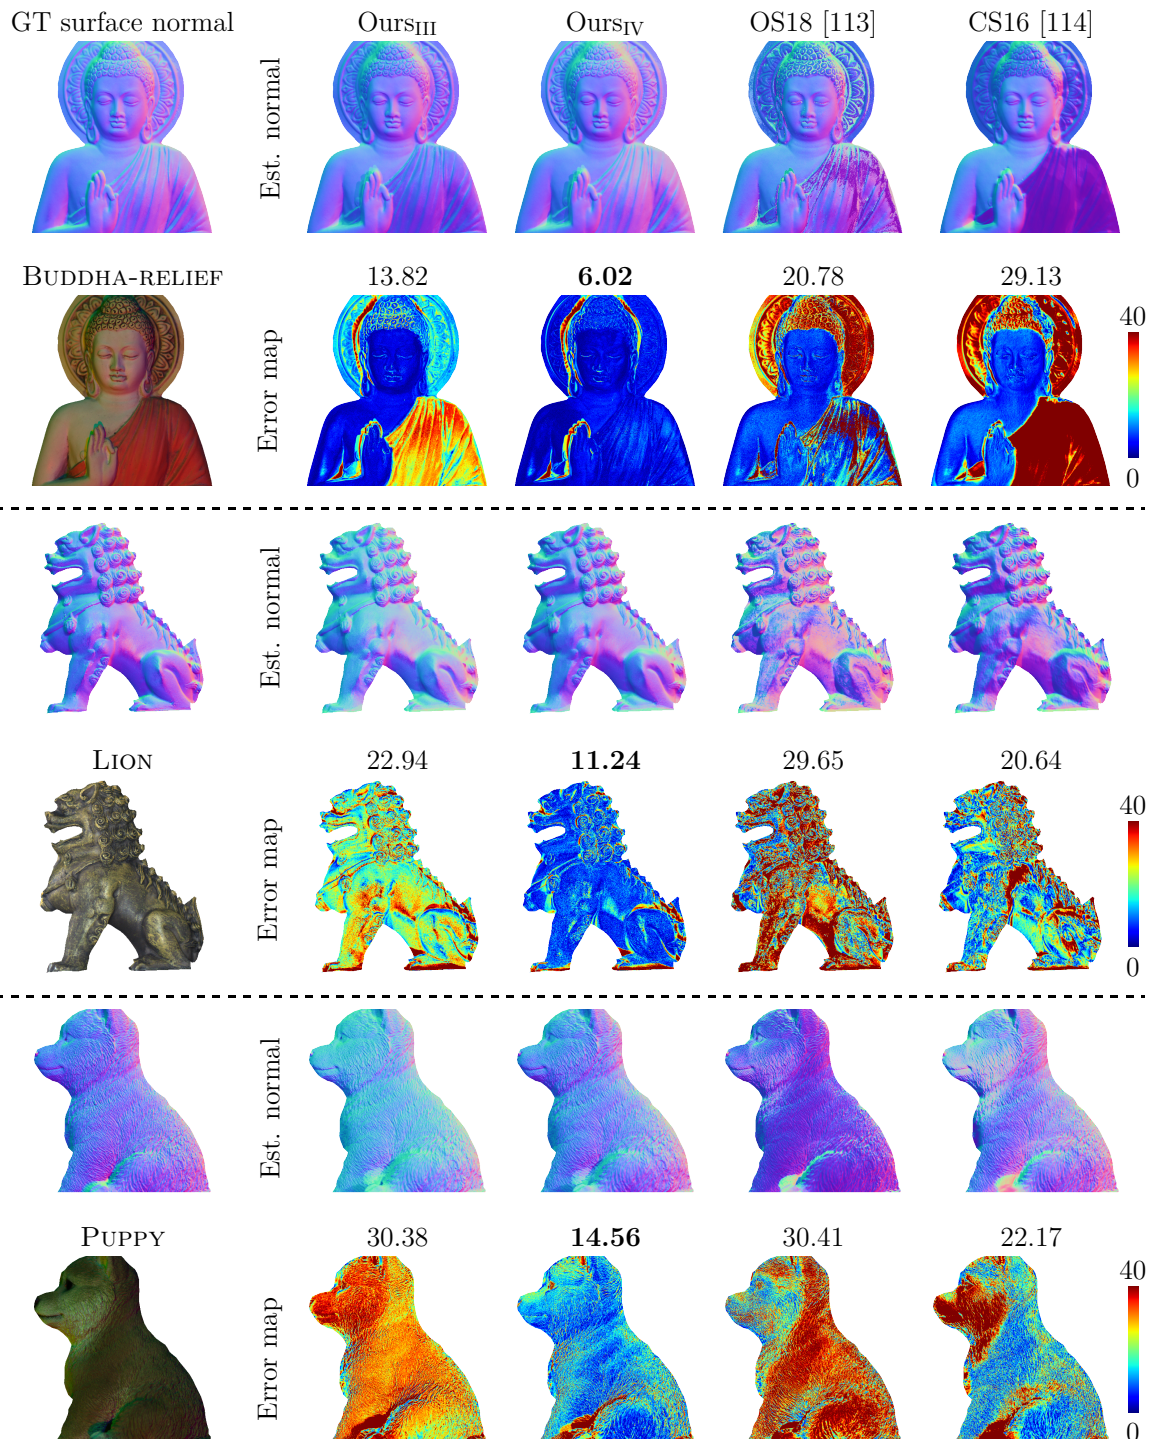 GT surface normal OursIII OursIV OS18 [113] CS16 [114]
Est. normal
BUDDHA-RELIEF 13.82 6.02 20.78 29.13
Error map
40
0
Est. normal
LION 22.94 11.24 29.65 20.64
Error map
40
0
Est. normal
PUPPY 30.38 14.56 30.41 22.17
Error map
40
0